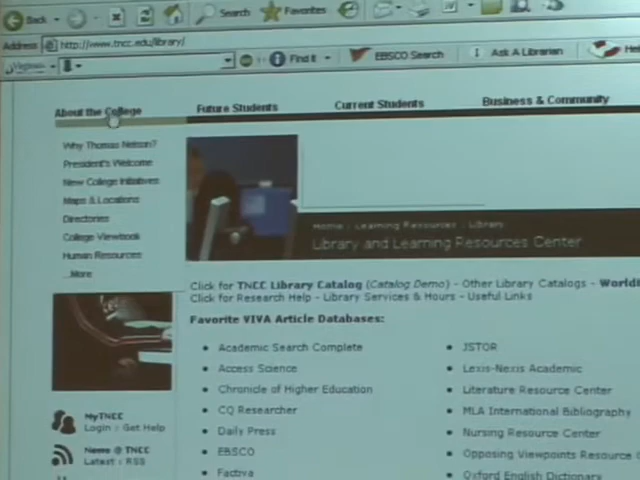 Back Search Favorites
Address http://www.tncc.edu/library/
Find It EBSCO Search Ask A Librarian
About the College Future Students Current Students Business & Community
Why Thomas Nelson?
President's Welcome
New College Initiatives
Maps & Locations
Directories
College Viewbook
Human Resources
...More
Home : Learning Resources : Library
Library and Learning Resources Center
Click for TNCC Library Catalog (Catalog Demo) - Other Library Catalogs - World
Click for Research Help - Library Services & Hours - Useful Links
Favorite VIVA Article Databases:
Academic Search Complete
Access Science
Chronicle of Higher Education
CQ Researcher
Daily Press
EBSCO
Factiva
JSTOR
Lexis-Nexis Academic
Literature Resource Center
MLA International Bibliography
Nursing Resource Center
Opposing Viewpoints Resource
Oxford English Dictionary
MyTNCC
Login : Get Help
News @ TNCC
Latest : RSS